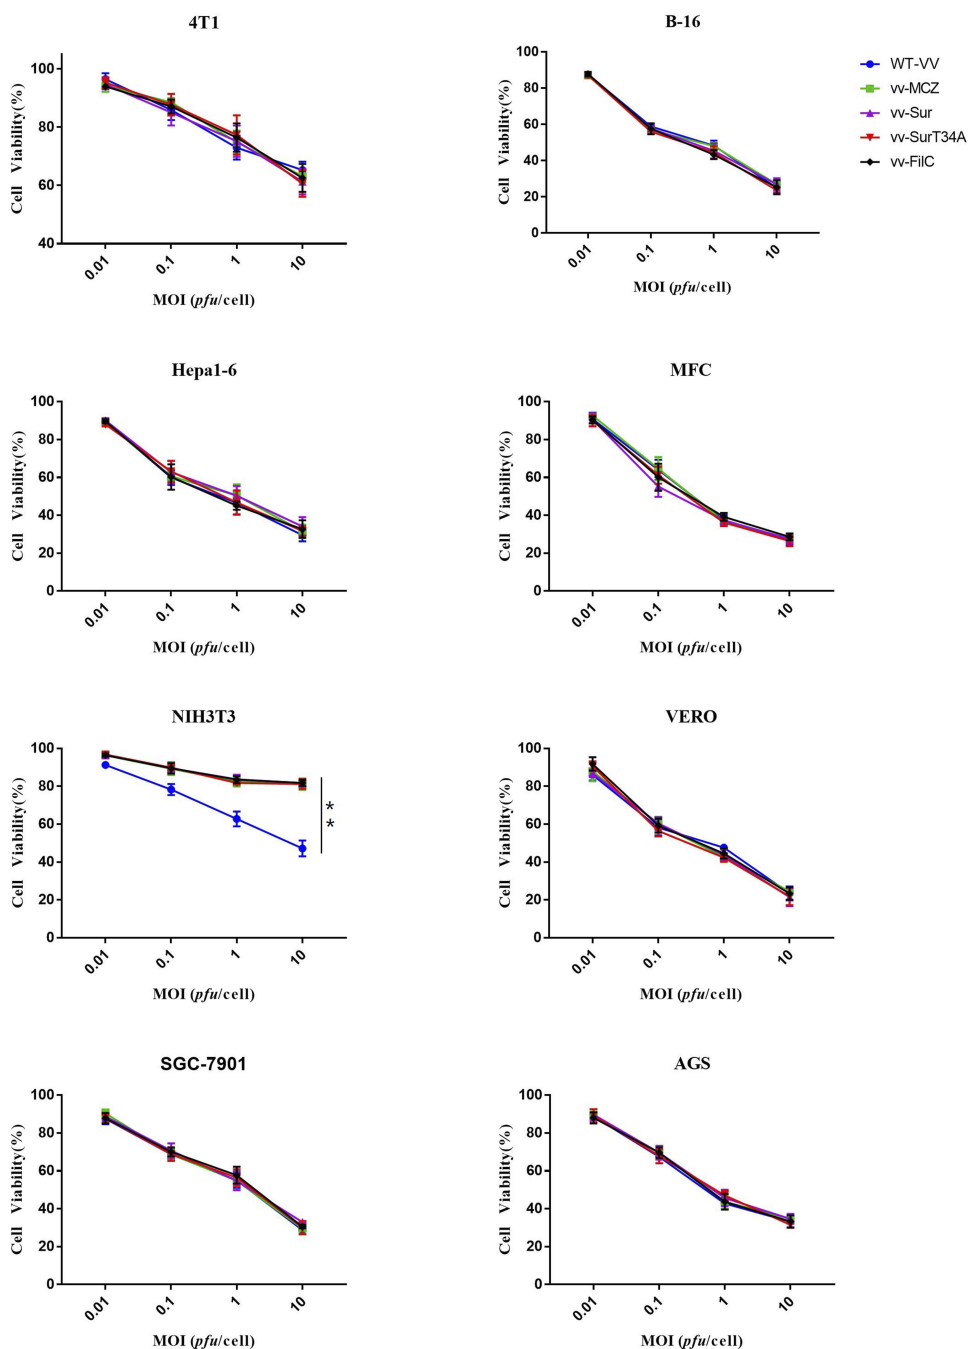 4T1
Cell Viability(%)
100
80
60
40
0.01
0.1
1
10
MOI (pfu/cell)
B-16
Cell Viability(%)
100
80
60
40
20
0
0.01
0.1
1
10
MOI (pfu/cell)
WT-VV
vv-MCZ
vv-Sur
vv-SurT34A
vv-FilC
Hepa1-6
Cell Viability(%)
100
80
60
40
20
0
0.01
0.1
1
10
MOI (pfu/cell)
MFC
Cell Viability(%)
100
80
60
40
20
0
0.01
0.1
1
10
MOI (pfu/cell)
NIH3T3
Cell Viability(%)
100
80
60
40
20
0
0.01
0.1
1
10
MOI (pfu/cell)
**
VERO
Cell Viability(%)
100
80
60
40
20
0
0.01
0.1
1
10
MOI (pfu/cell)
SGC-7901
Cell Viability(%)
100
80
60
40
20
0
0.01
0.1
1
10
MOI (pfu/cell)
AGS
Cell Viability(%)
100
80
60
40
20
0
0.01
0.1
1
10
MOI (pfu/cell)